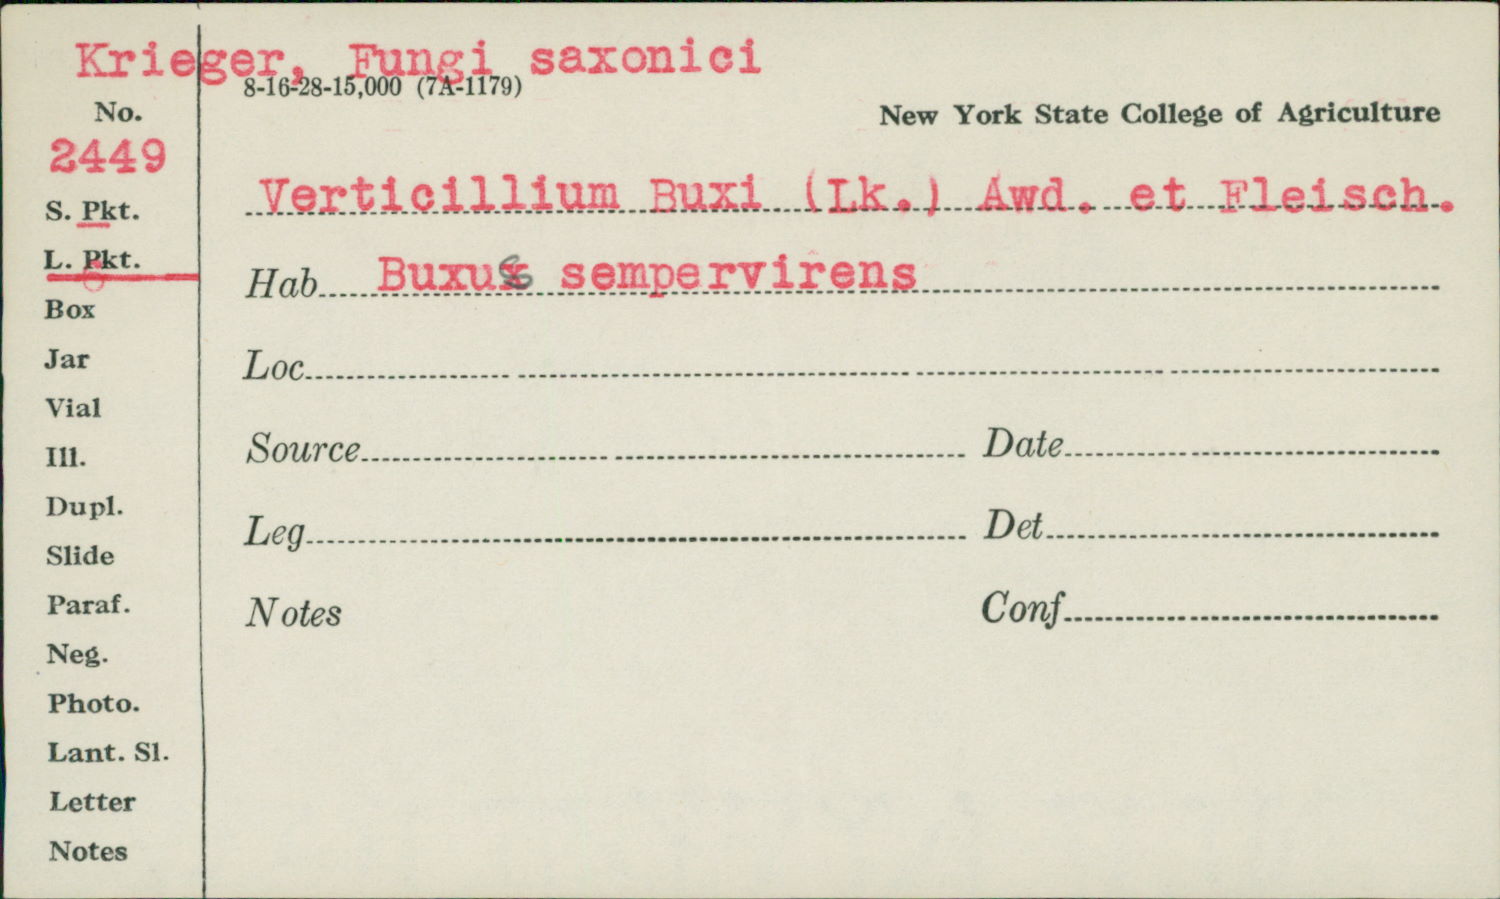 Krieger, Fungi saxonici
8-16-28-15,000 (7A-1179)
No.
New York State College of Agriculture
2449
Verticillium Buxi (Lk.) Awd. et Fleisch.
S. Pkt.
L. Pkt.
Hab. Buxus sempervirens
Box
Jar
Loc.
Vial
Ill.
Source
Date
Dupl.
Slide
Leg.
Det.
Paraf.
Notes
Conf.
Neg.
Photo.
Lant. Sl.
Letter
Notes